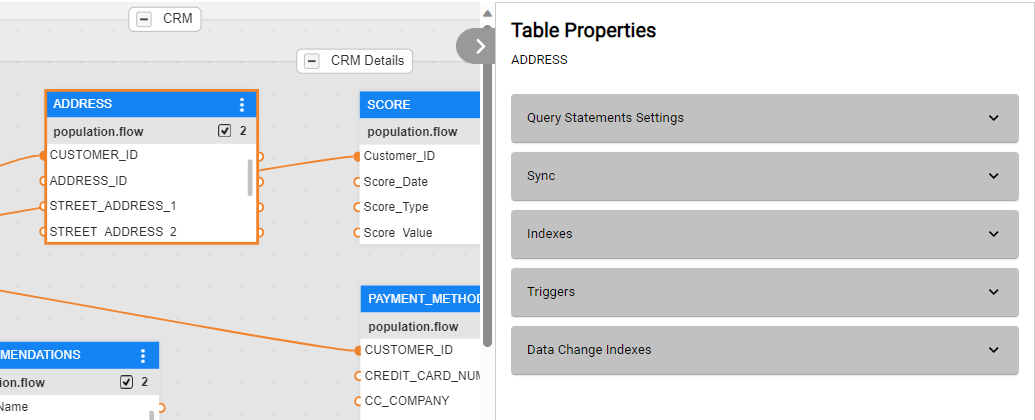 CRM
CRM Details
ADDRESS
population.flow 2
CUSTOMER_ID
ADDRESS_ID
STREET_ADDRESS_1
STREET_ADDRESS_2
SCORE
population.flow
Customer_ID
Score_Date
Score_Type
Score_Value
PAYMENT_METHOD
population.flow
CUSTOMER_ID
CREDIT_CARD_NUM
CC_COMPANY
MENDATIONS
ion.flow 2
Name
Table Properties
ADDRESS
Query Statements Settings
Sync
Indexes
Triggers
Data Change Indexes